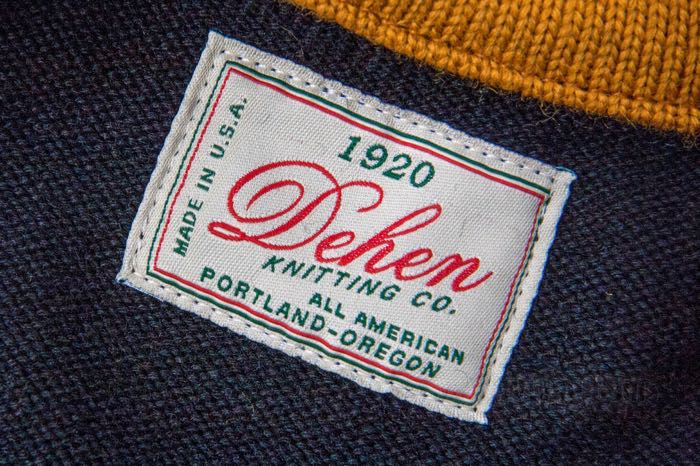 1920
MADE IN U.S.A.
Dehen
KNITTING CO.
ALL AMERICAN
PORTLAND-OREGON